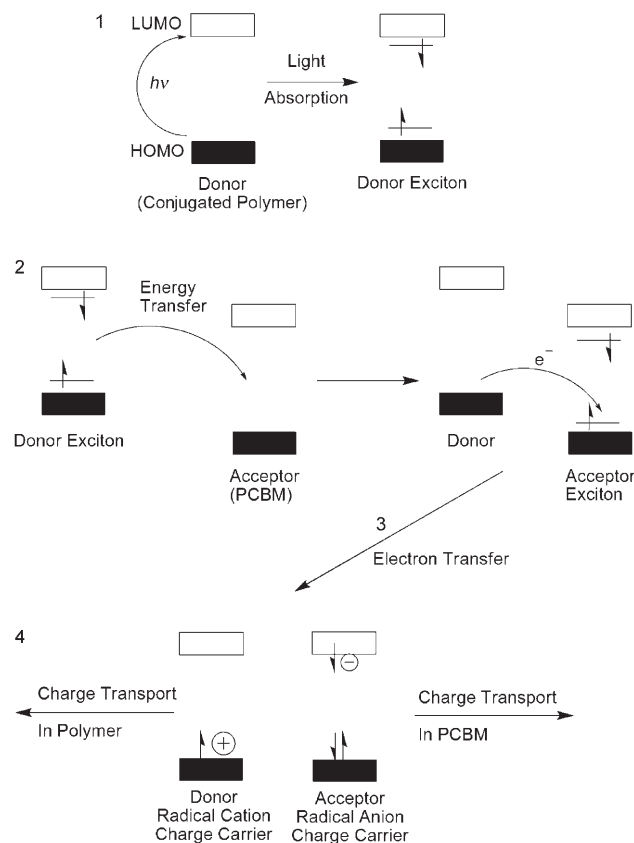 1
LUMO
hν
Light
Absorption
HOMO
Donor
(Conjugated Polymer)
Donor Exciton
2
Energy
Transfer
e⁻
Donor Exciton
Donor
Acceptor
(PCBM)
Acceptor
Exciton
3
Electron Transfer
4
Charge Transport
In Polymer
+
−
Charge Transport
In PCBM
Donor
Radical Cation
Charge Carrier
Acceptor
Radical Anion
Charge Carrier